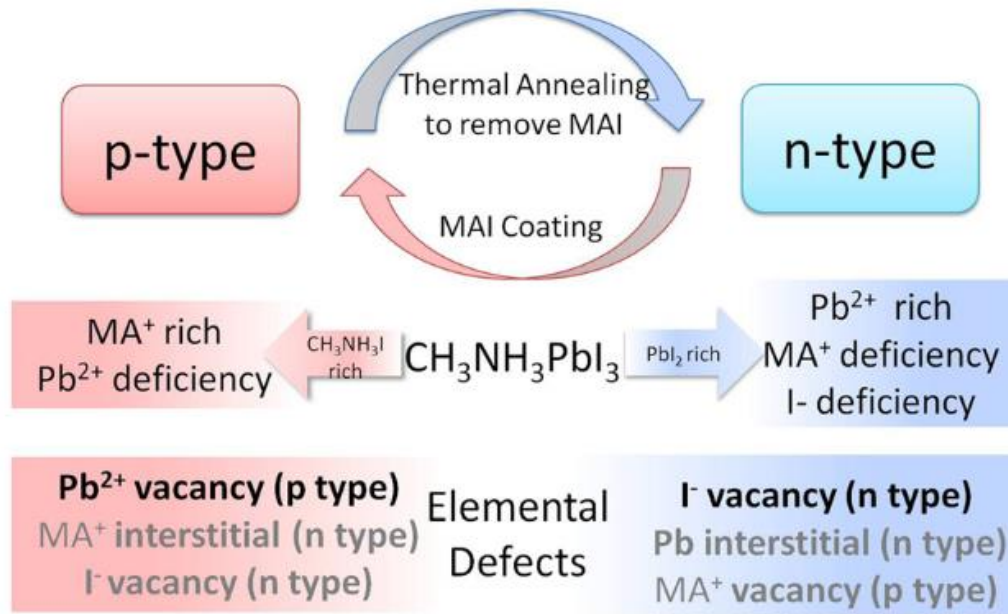 p-type
Thermal Annealing
to remove MAI
n-type
MAI Coating
MA⁺ rich
Pb²⁺ deficiency
CH₃NH₃I
rich
CH₃NH₃PbI₃
PbI₂ rich
Pb²⁺ rich
MA⁺ deficiency
I- deficiency
Pb²⁺ vacancy (p type)
MA⁺ interstitial (n type)
I⁻ vacancy (n type)
Elemental
Defects
I⁻ vacancy (n type)
Pb interstitial (n type)
MA⁺ vacancy (p type)